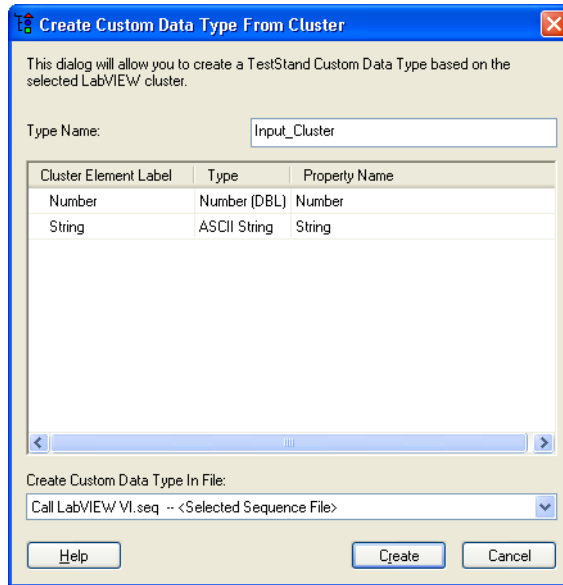 Create Custom Data Type From Cluster
This dialog will allow you to create a TestStand Custom Data Type based on the
selected LabVIEW cluster.
Type Name: Input_Cluster
Cluster Element Label Type Property Name
Number Number (DBL) Number
String ASCII String String
Create Custom Data Type In File:
Call LabVIEW VI.seq -- <Selected Sequence File>
Help Create Cancel